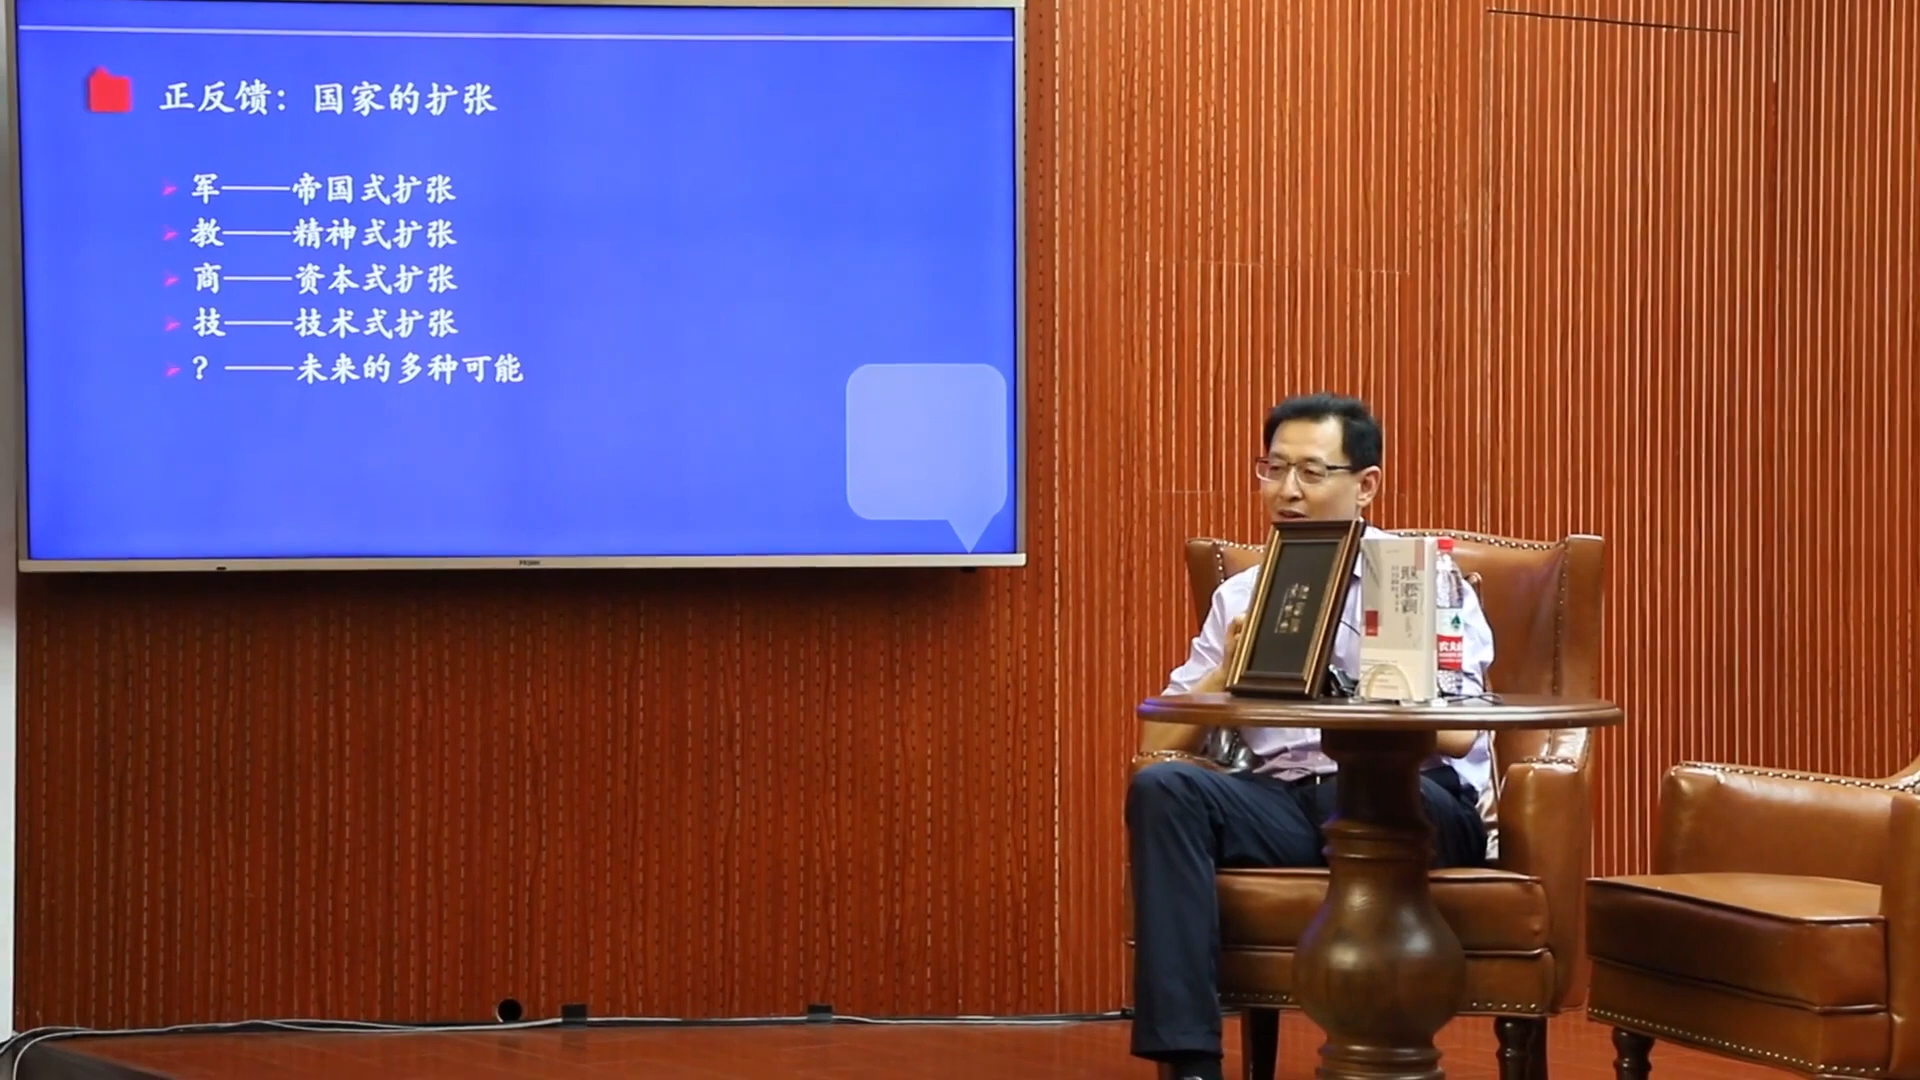 正反馈：国家的扩张
军——帝国式扩张
教——精神式扩张
商——资本式扩张
技——技术式扩张
？——未来的多种可能